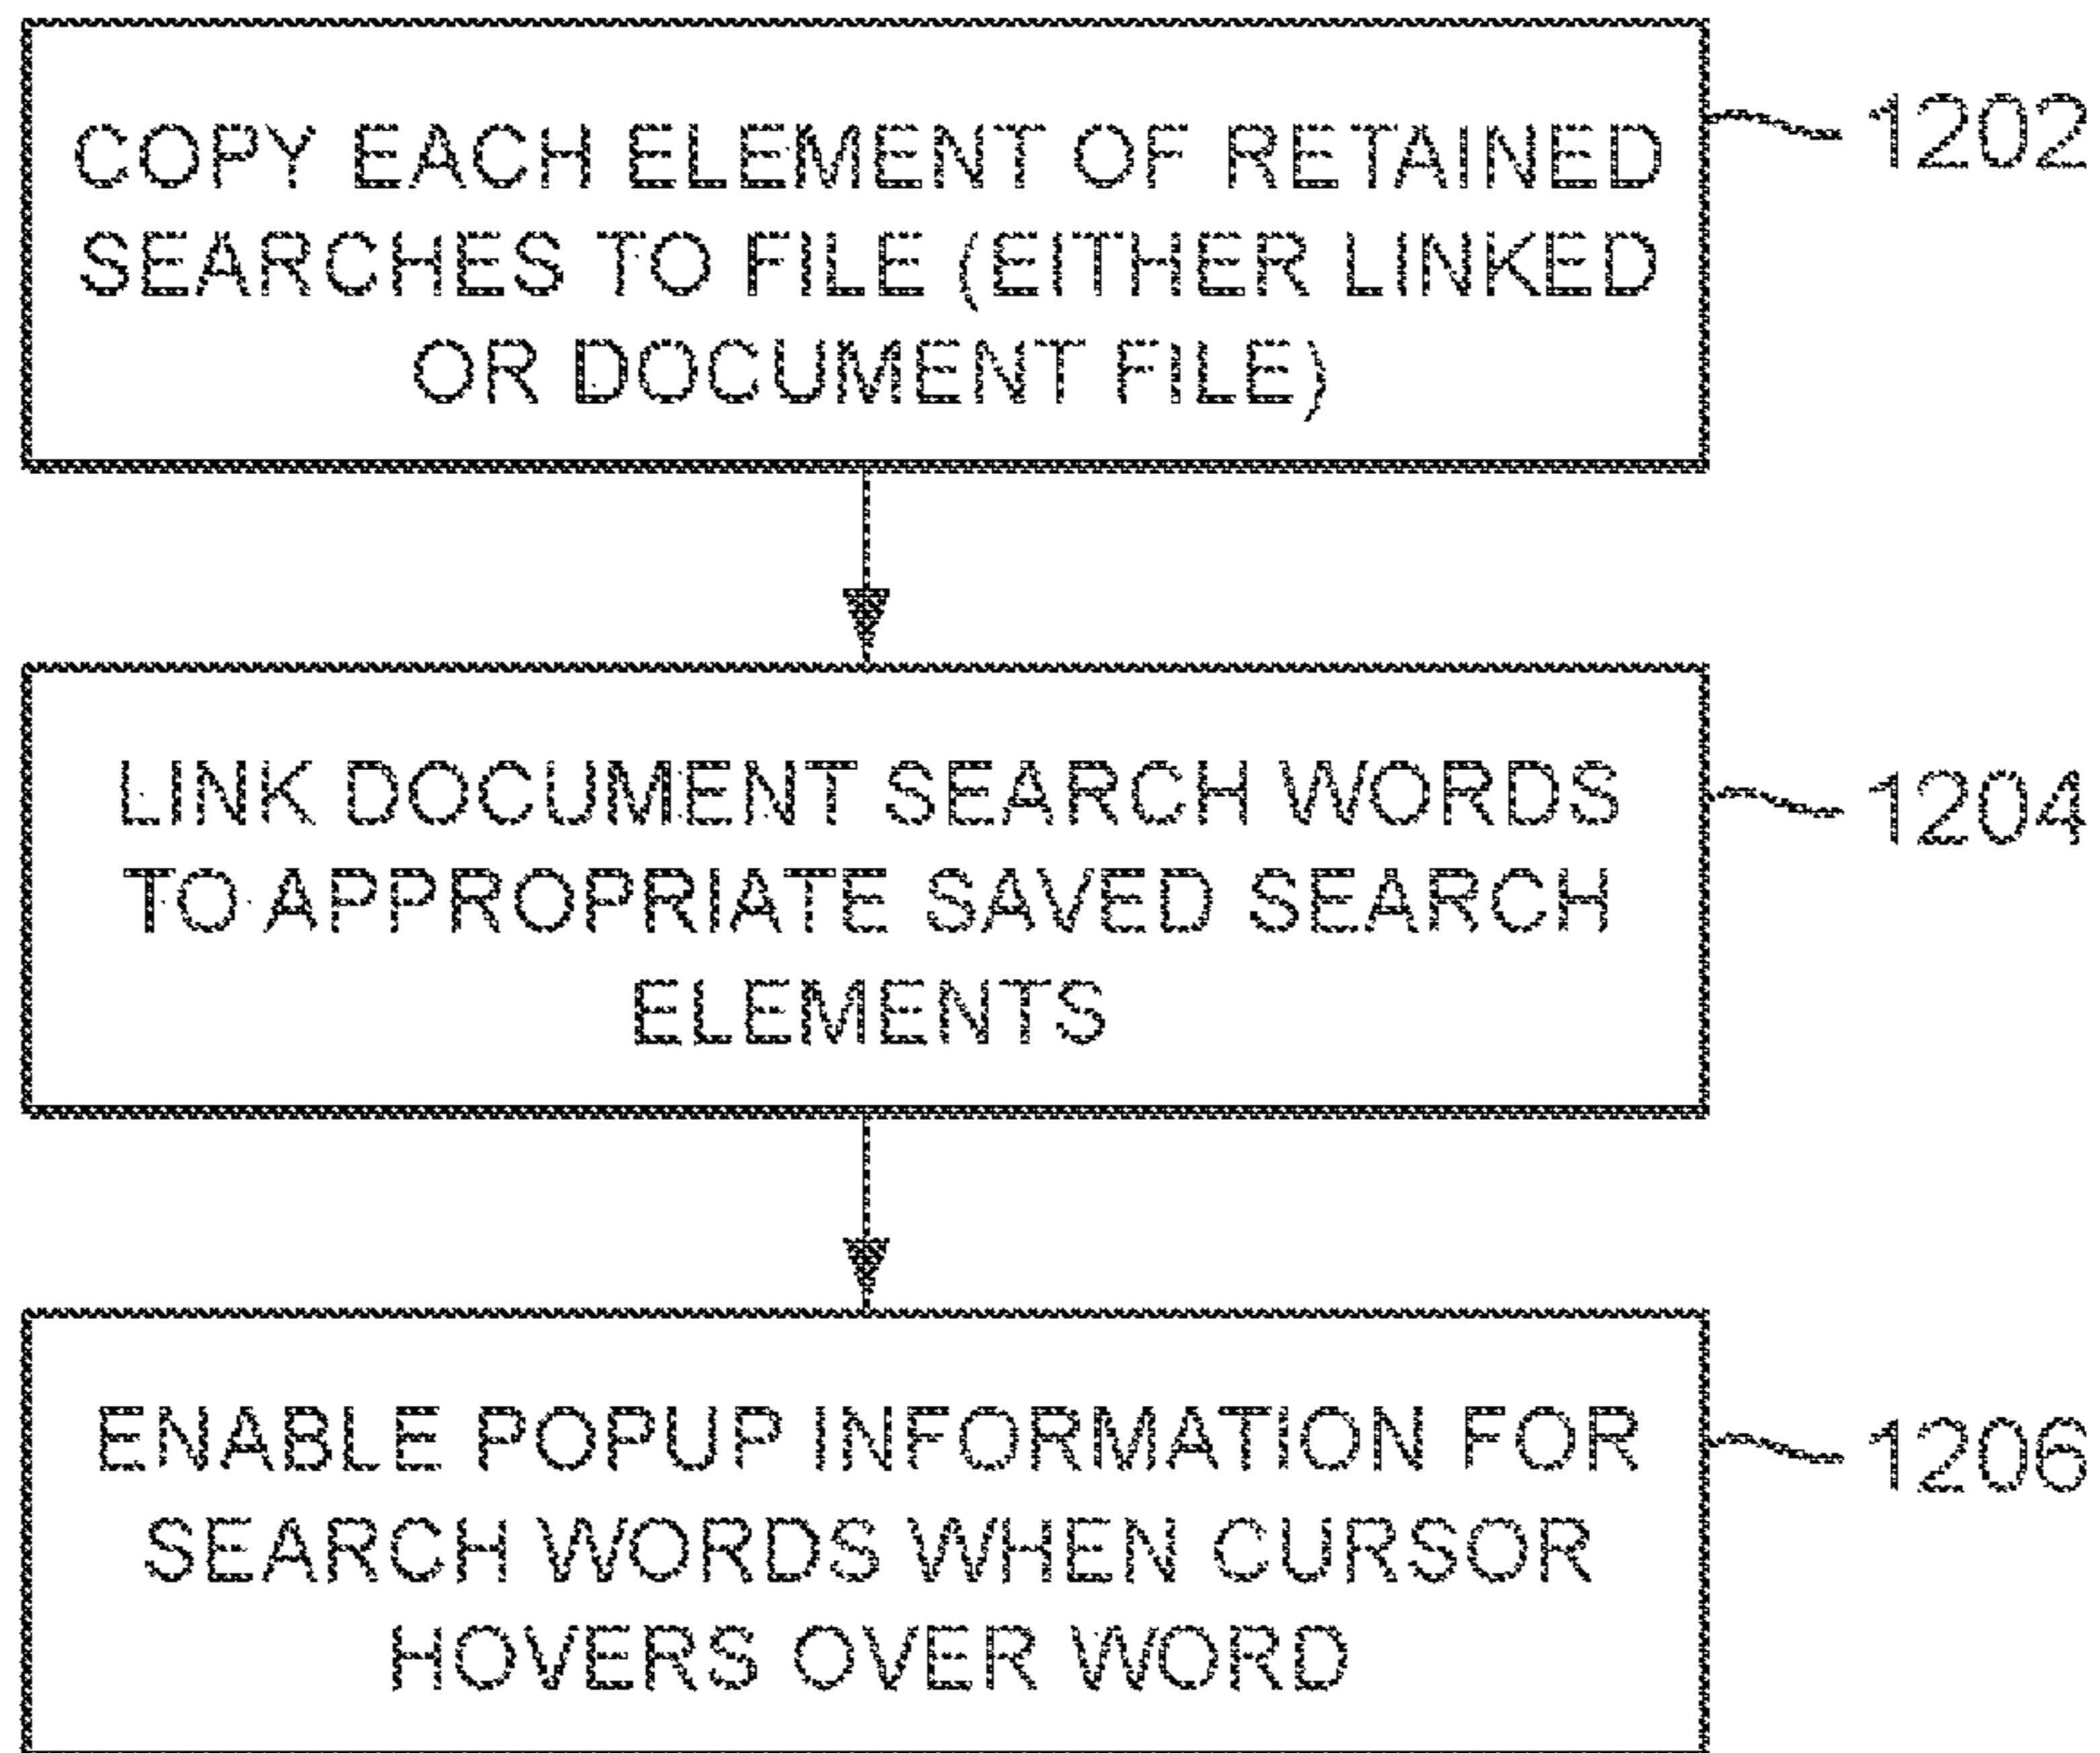 COPY EACH ELEMENT OF RETAINED
SEARCHES TO FILE (EITHER LINKED
OR DOCUMENT FILE)
1202
LINK DOCUMENT SEARCH WORDS
TO APPROPRIATE SAVED SEARCH
ELEMENTS
1204
ENABLE POPUP INFORMATION FOR
SEARCH WORDS WHEN CURSOR
HOVERS OVER WORD
1206